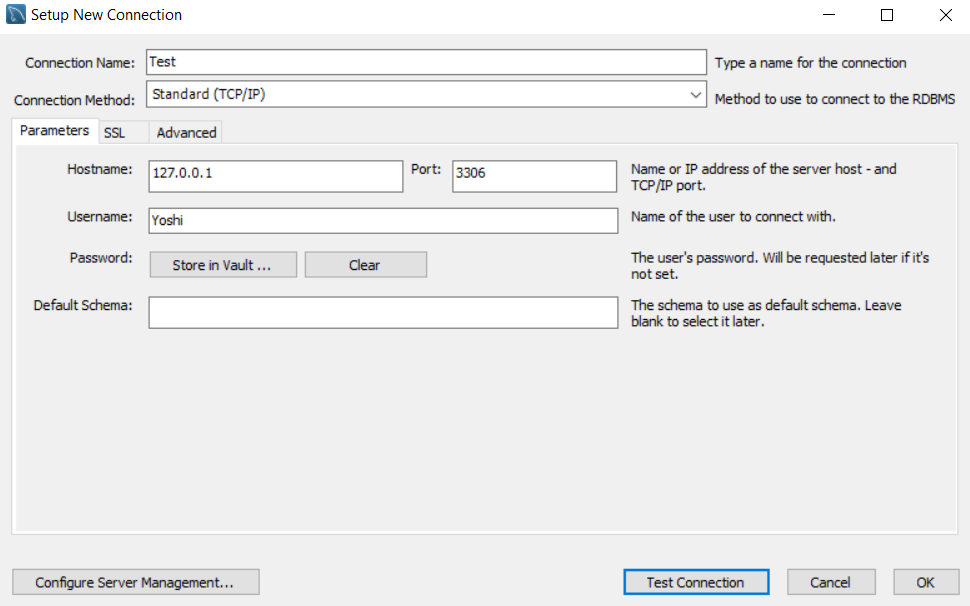 Setup New Connection
Connection Name: Test Type a name for the connection
Connection Method: Standard (TCP/IP) Method to use to connect to the RDBMS
Parameters SSL Advanced
Hostname: 127.0.0.1 Port: 3306 Name or IP address of the server host - and
TCP/IP port.
Username: Yoshi Name of the user to connect with.
Password: Store in Vault ... Clear The user's password. Will be requested later if it's
not set.
Default Schema: The schema to use as default schema. Leave
blank to select it later.
Configure Server Management... Test Connection Cancel OK